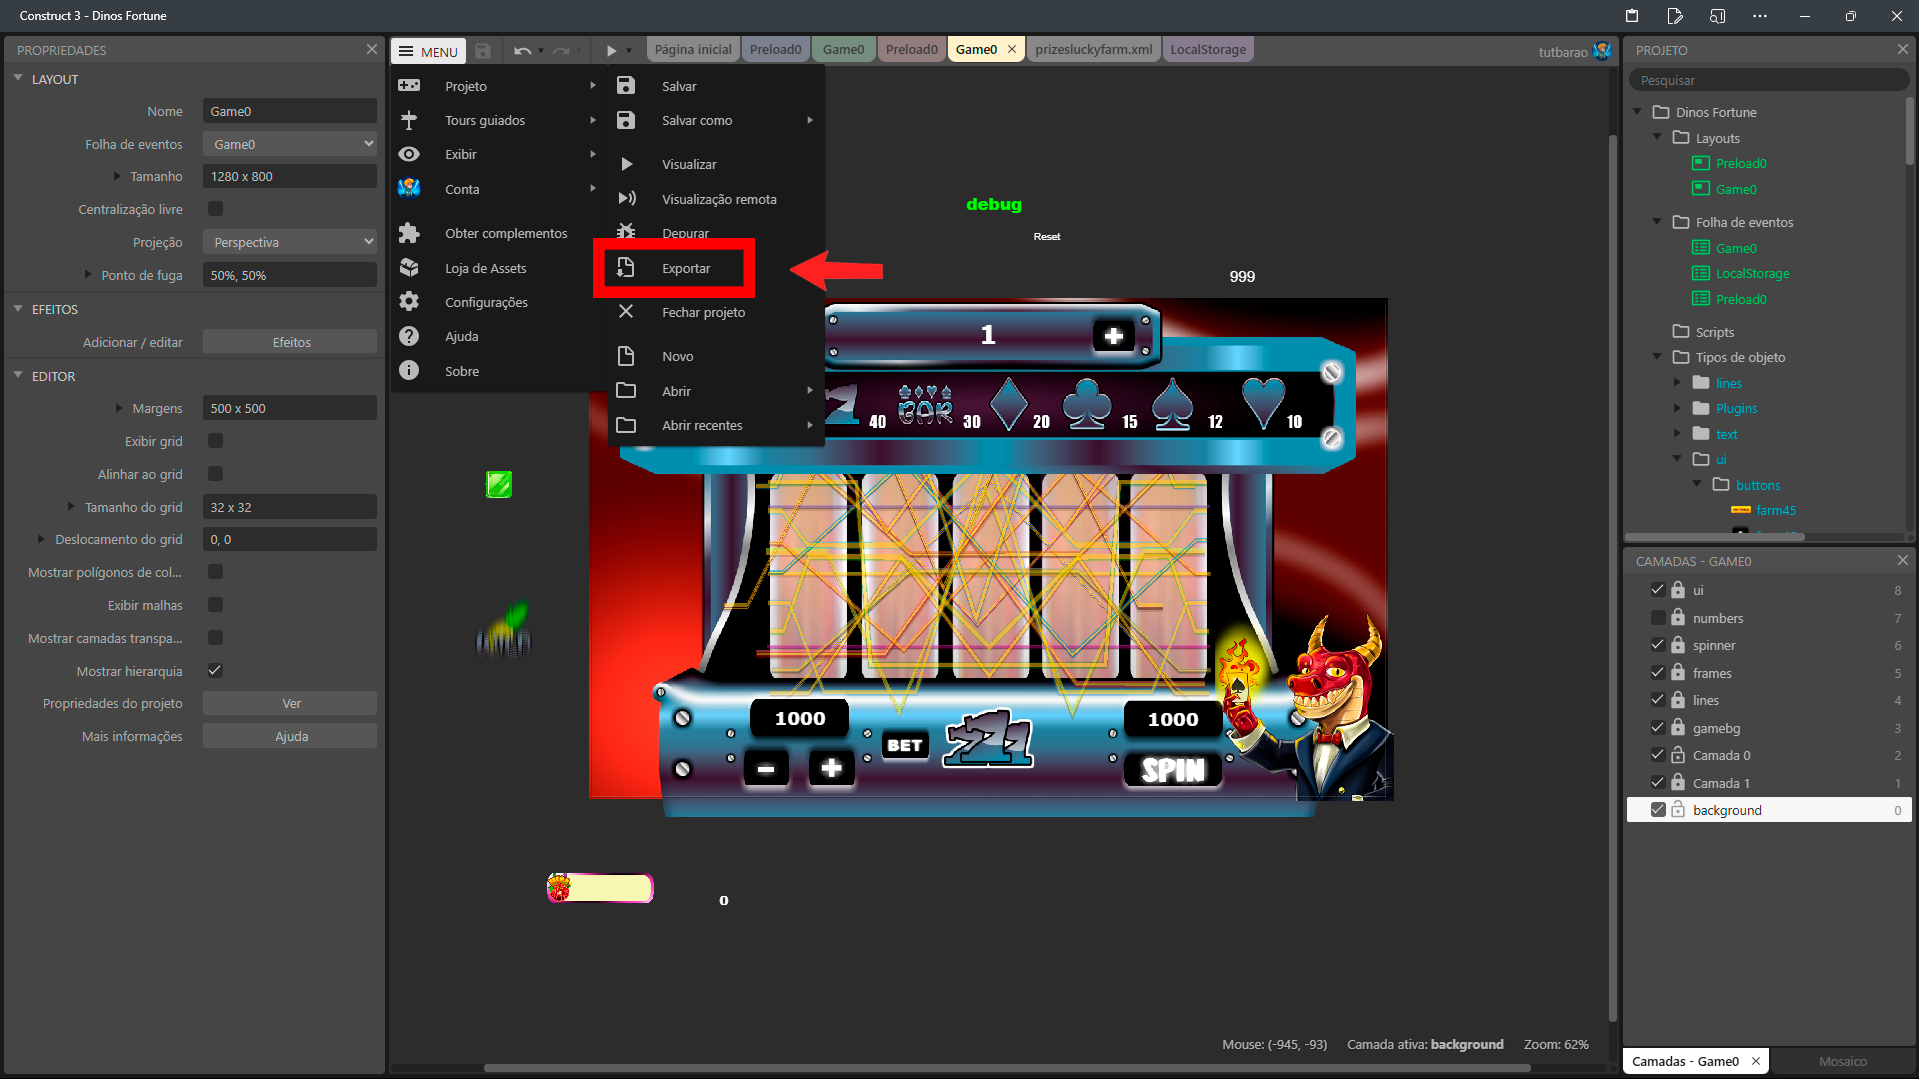 Construct 3 - Dinos Fortune
PROPRIEDADES
LAYOUT
Nome
Game0
Folha de eventos
Game0
Tamanho
1280 x 800
Centralização livre
Projeção
Perspectiva
Ponto de fuga
50%, 50%
EFEITOS
Adicionar / editar
Efeitos
EDITOR
Margens
500 x 500
Exibir grid
Alinhar ao grid
Tamanho do grid
32 x 32
Deslocamento do grid
0, 0
Mostrar polígonos de col...
Exibir malhas
Mostrar camadas transpa...
Mostrar hierarquia
Propriedades do projeto
Ver
Mais informações
Ajuda
MENU
Página inicial
Preload0
Game0
Preload0
Game0
prizesluckyfarm.xml
LocalStorage
tutbarao
Projeto
Tours guiados
Exibir
Conta
Obter complementos
Loja de Assets
Configurações
Ajuda
Sobre
Salvar
Salvar como
Visualizar
Visualização remota
Depurar
Exportar
Fechar projeto
Novo
Abrir
Abrir recentes
debug
Reset
999
1
7 40
BAR 30
20
15
12
10
1000
BET
777
1000
SPIN
0
Mouse: (-945, -93)
Camada ativa: background
Zoom: 62%
PROJETO
Pesquisar
Dinos Fortune
Layouts
Preload0
Game0
Folha de eventos
Game0
LocalStorage
Preload0
Scripts
Tipos de objeto
lines
Plugins
text
ui
buttons
farm45
CAMADAS - GAME0
ui 8
numbers 7
spinner 6
frames 5
lines 4
gamebg 3
Camada 0 2
Camada 1 1
background 0
Camadas - Game0
Mosaico